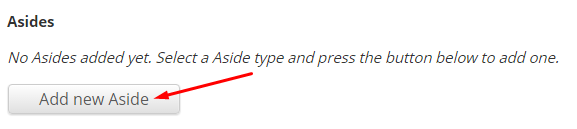 Asides
No Asides added yet. Select a Aside type and press the button below to add one.
Add new Aside